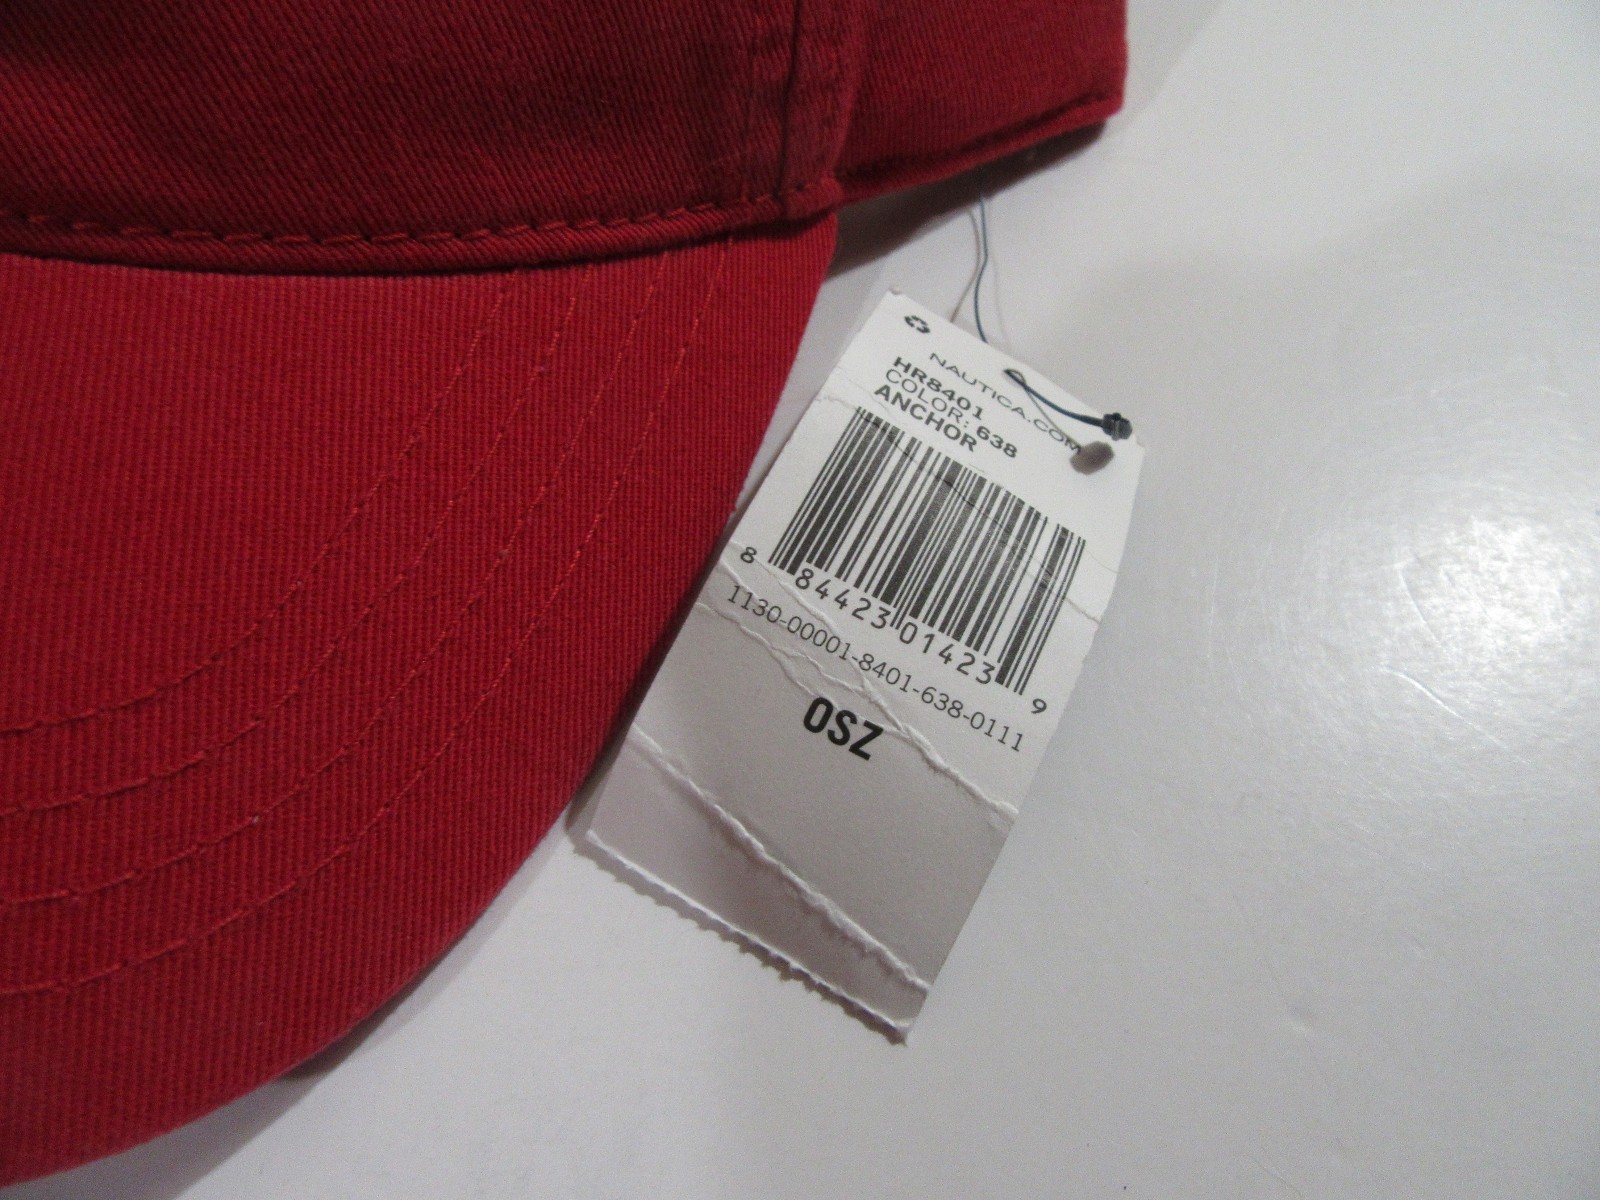 NAUTICA.COM
HR8401
COLOR: 638
ANCHOR
8 84423 01423 9
1130-00001-8401-638-0111
OSZ